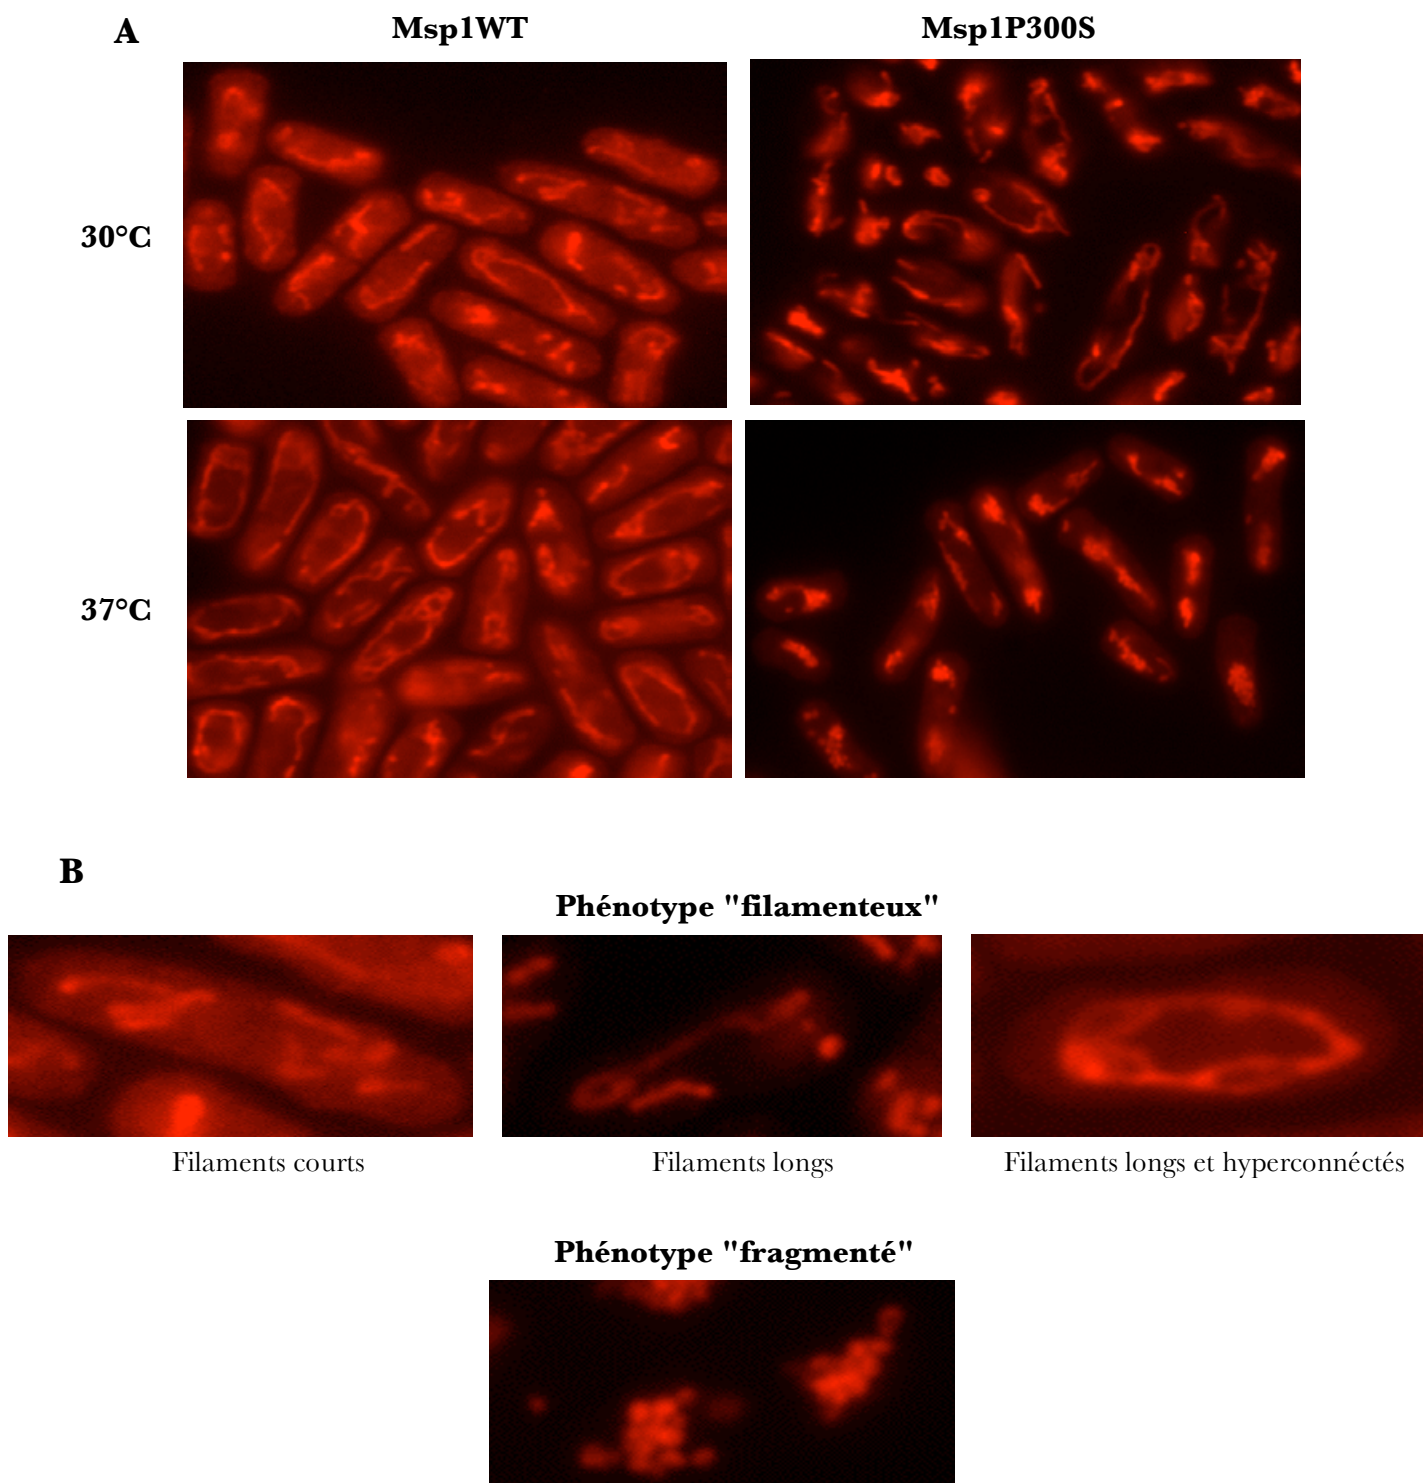 A
Msp1WT
Msp1P300S
30°C
37°C
B
Phénotype "filamenteux"
Filaments courts
Filaments longs
Filaments longs et hyperconnéctés
Phénotype "fragmenté"